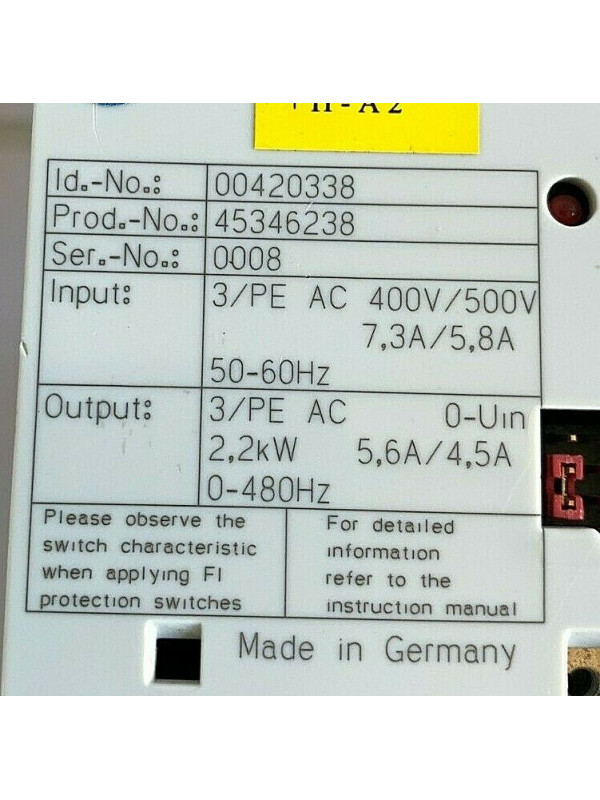 +H-A2
Id.-No.: 00420338
Prod.-No.: 45346238
Ser.-No.: 0008
Input: 3/PE AC 400V/500V
7,3A/5,8A
50-60Hz
Output: 3/PE AC 0-Uin
2,2kW 5,6A/4,5A
0-480Hz
Please observe the
switch characteristic
when applying FI
protection switches
For detailed
information
refer to the
instruction manual
Made in Germany